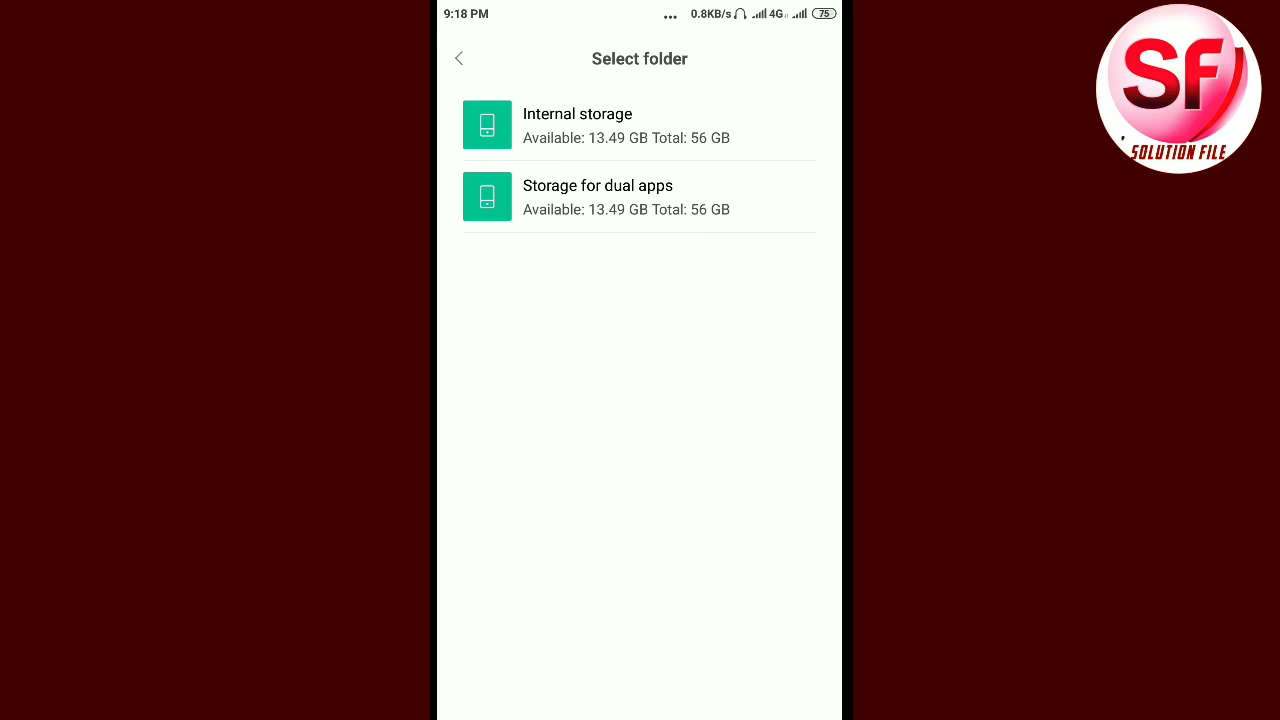 9:18 PM
... 0.8KB/s 4G 75
Select folder
Internal storage
Available: 13.49 GB Total: 56 GB
Storage for dual apps
Available: 13.49 GB Total: 56 GB
SF
SOLUTION FILE